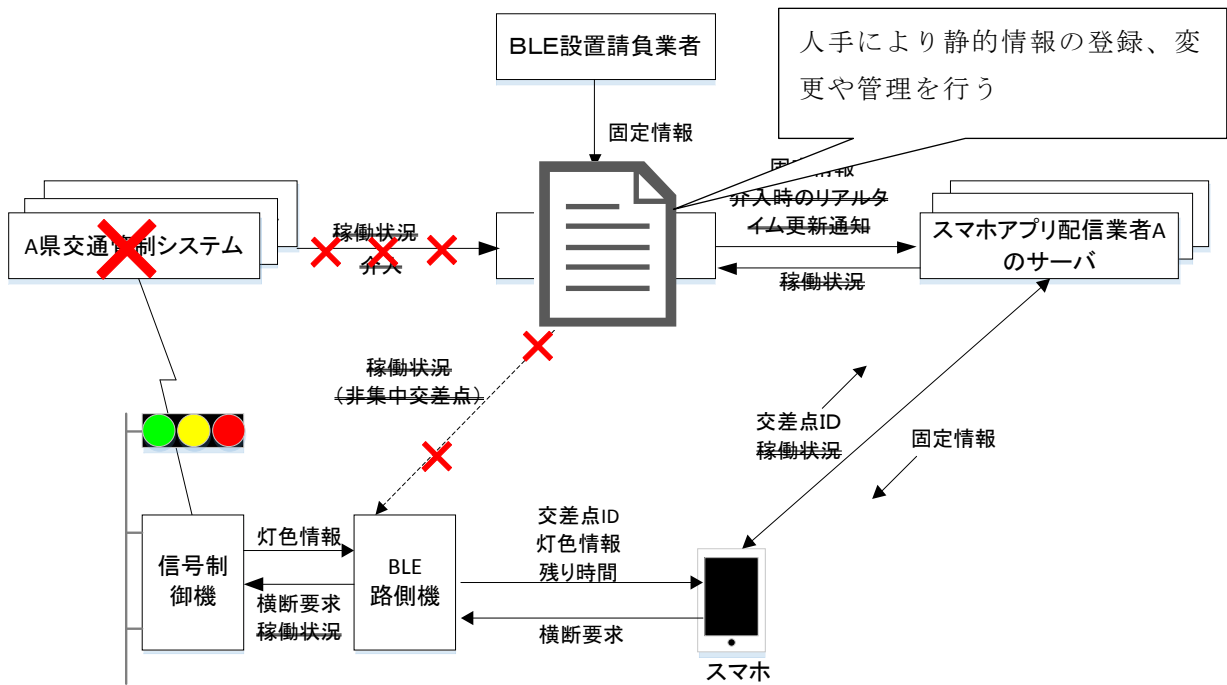 BLE設置請負業者
人手により静的情報の登録、変
更や管理を行う
固定情報
固定情報
介入時のリアルタ
イム更新通知
稼働状況
介入
A県交通管制システム
スマホアプリ配信業者A
のサーバ
稼働状況
稼働状況
(非集中交差点)
交差点ID
稼働状況
固定情報
灯色情報
信号制
御機
横断要求
稼働状況
BLE
路側機
交差点ID
灯色情報
残り時間
横断要求
スマホ